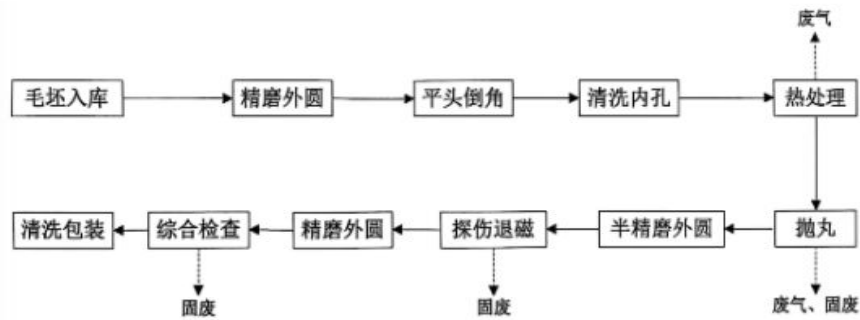 废气
毛坯入库
精磨外圆
平头倒角
清洗内孔
热处理
清洗包装
综合检查
精磨外圆
探伤退磁
半精磨外圆
抛丸
固废
固废
废气、固废